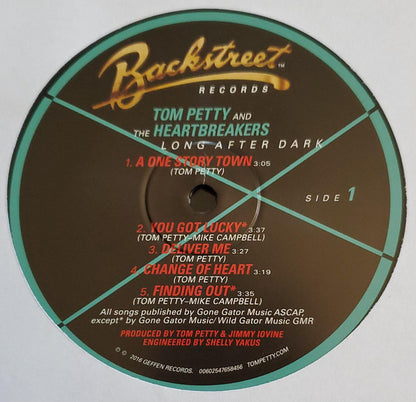 Backstreet™
RECORDS
TOM PETTY AND
THE HEARTBREAKERS
LONG AFTER DARK
1. A ONE STORY TOWN 3:05
(TOM PETTY)
SIDE 1
2. YOU GOT LUCKY* 3:37
(TOM PETTY–MIKE CAMPBELL)
3. DELIVER ME 3:27
(TOM PETTY)
4. CHANGE OF HEART 3:19
(TOM PETTY)
5. FINDING OUT* 3:35
(TOM PETTY–MIKE CAMPBELL)
All songs published by Gone Gator Music ASCAP,
except* by Gone Gator Music/ Wild Gator Music GMR
PRODUCED BY TOM PETTY & JIMMY IOVINE
ENGINEERED BY SHELLY YAKUS
℗ © 2016 GEFFEN RECORDS. 00602547658456 TOMPETTY.COM